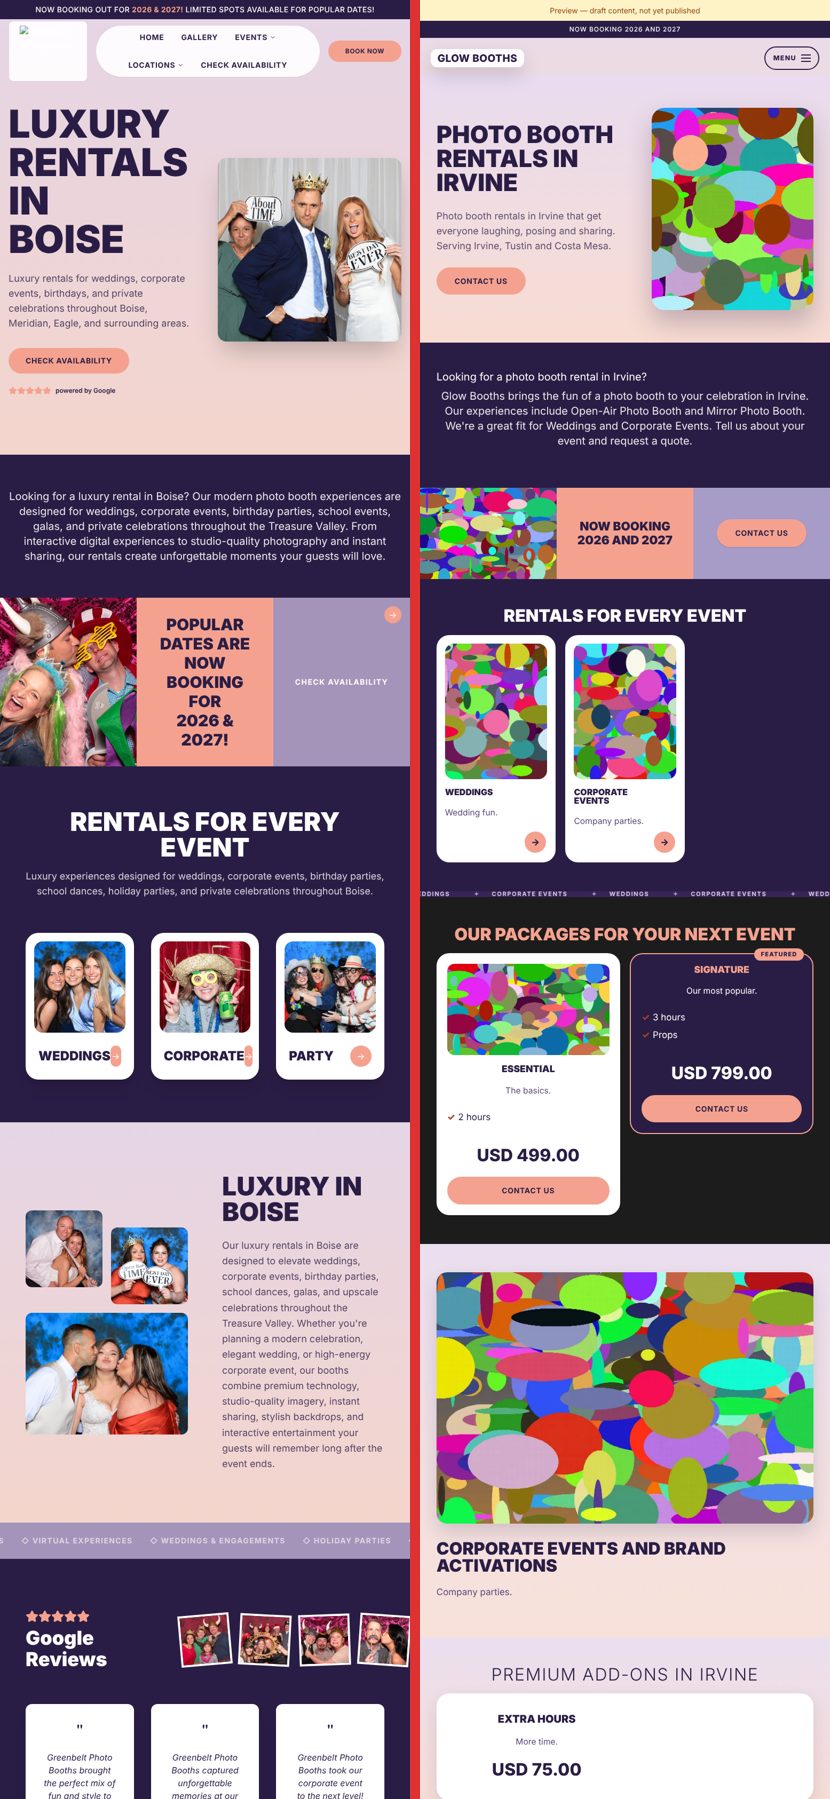 NOW BOOKING OUT FOR 2026 & 2027! LIMITED SPOTS AVAILABLE FOR POPULAR DATES!
HOME GALLERY EVENTS
LOCATIONS CHECK AVAILABILITY
BOOK NOW
LUXURY
RENTALS
IN
BOISE
Luxury rentals for weddings, corporate
events, birthdays, and private
celebrations throughout Boise,
Meridian, Eagle, and surrounding areas.
CHECK AVAILABILITY
powered by Google
About
TIME
BEST DAY
EVER
Looking for a luxury rental in Boise? Our modern photo booth experiences are
designed for weddings, corporate events, birthday parties, school events,
galas, and private celebrations throughout the Treasure Valley. From
interactive digital experiences to studio-quality photography and instant
sharing, our rentals create unforgettable moments your guests will love.
POPULAR
DATES ARE
NOW
BOOKING
FOR
2026 &
2027!
CHECK AVAILABILITY
RENTALS FOR EVERY
EVENT
Luxury experiences designed for weddings, corporate events, birthday parties,
school dances, holiday parties, and private celebrations throughout Boise.
WEDDINGS
CORPORATE
PARTY
LUXURY IN
BOISE
Our luxury rentals in Boise are
designed to elevate weddings,
corporate events, birthday parties,
school dances, galas, and upscale
celebrations throughout the
Treasure Valley. Whether you're
planning a modern celebration,
elegant wedding, or high-energy
corporate event, our booths
combine premium technology,
studio-quality imagery, instant
sharing, stylish backdrops, and
interactive entertainment your
guests will remember long after the
event ends.
TIME
BEST DAY
EVER
S ◇ VIRTUAL EXPERIENCES ◇ WEDDINGS & ENGAGEMENTS ◇ HOLIDAY PARTIES
Google
Reviews
"
Greenbelt Photo
Booths brought
the perfect mix of
fun and style to
"
Greenbelt Photo
Booths captured
unforgettable
memories at our
"
Greenbelt Photo
Booths took our
corporate event
to the next level!
Preview — draft content, not yet published
NOW BOOKING 2026 AND 2027
GLOW BOOTHS
MENU
PHOTO BOOTH
RENTALS IN
IRVINE
Photo booth rentals in Irvine that get
everyone laughing, posing and sharing.
Serving Irvine, Tustin and Costa Mesa.
CONTACT US
Looking for a photo booth rental in Irvine?
Glow Booths brings the fun of a photo booth to your celebration in Irvine.
Our experiences include Open-Air Photo Booth and Mirror Photo Booth.
We're a great fit for Weddings and Corporate Events. Tell us about your
event and request a quote.
NOW BOOKING
2026 AND 2027
CONTACT US
RENTALS FOR EVERY EVENT
WEDDINGS
Wedding fun.
CORPORATE
EVENTS
Company parties.
DDINGS + CORPORATE EVENTS + WEDDINGS + CORPORATE EVENTS + WEDD
OUR PACKAGES FOR YOUR NEXT EVENT
ESSENTIAL
The basics.
✓ 2 hours
USD 499.00
CONTACT US
FEATURED
SIGNATURE
Our most popular.
✓ 3 hours
✓ Props
USD 799.00
CONTACT US
CORPORATE EVENTS AND BRAND
ACTIVATIONS
Company parties.
PREMIUM ADD-ONS IN IRVINE
EXTRA HOURS
More time.
USD 75.00